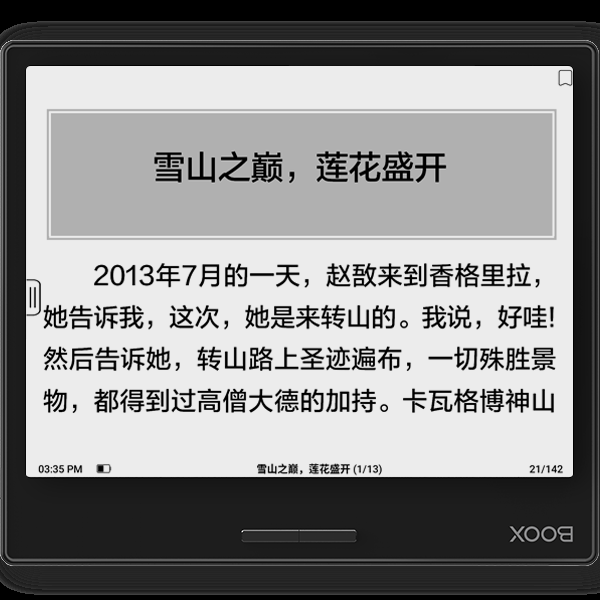 雪山之巅，莲花盛开
2013年7月的一天，赵敔来到香格里拉，
她告诉我，这次，她是来转山的。我说，好哇!
然后告诉她，转山路上圣迹遍布，一切殊胜景
物，都得到过高僧大德的加持。卡瓦格博神山
03:35 PM 雪山之巅，莲花盛开 (1/13) 21/142
BOOX